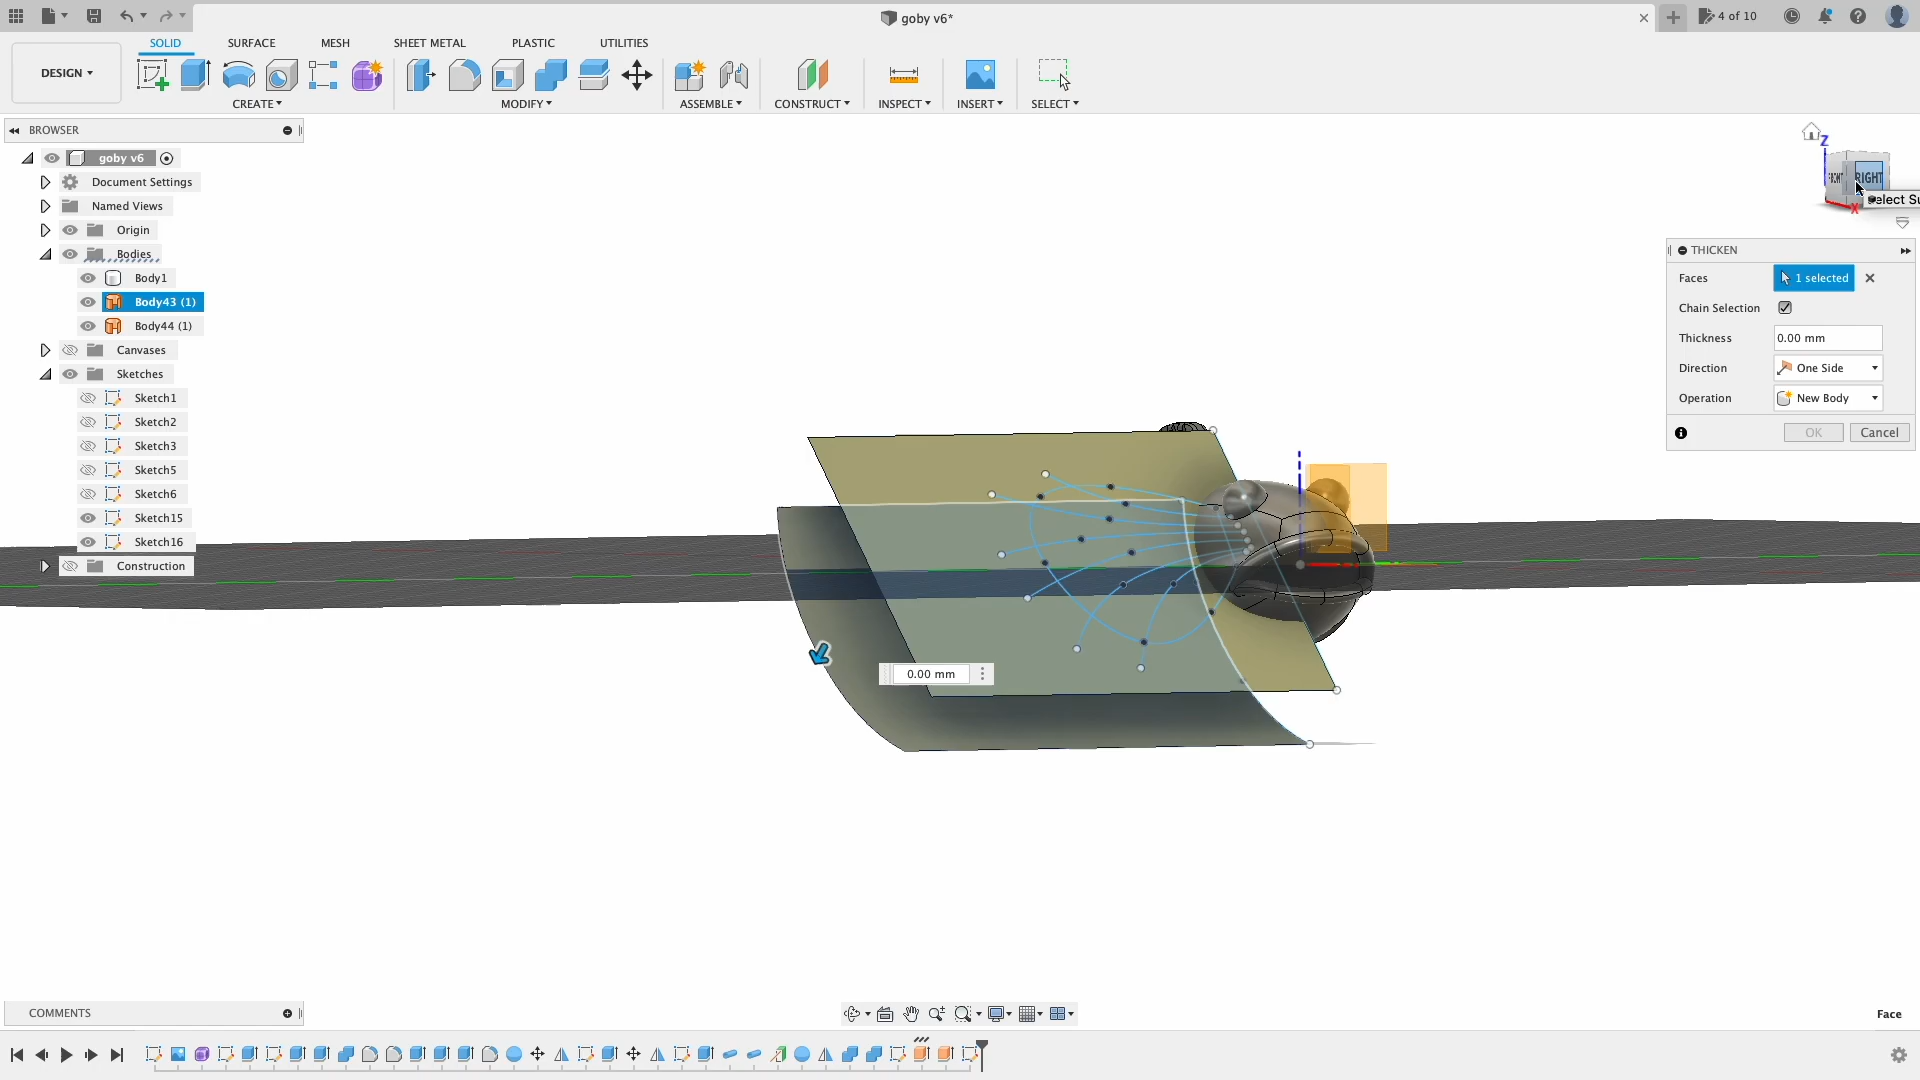 goby v6*
4 of 10
DESIGN
SOLID SURFACE MESH SHEET METAL PLASTIC UTILITIES
CREATE MODIFY ASSEMBLE CONSTRUCT INSPECT INSERT SELECT
BROWSER
goby v6
Document Settings
Named Views
Origin
Bodies
Body1
Body43 (1)
Body44 (1)
Canvases
Sketches
Sketch1
Sketch2
Sketch3
Sketch5
Sketch6
Sketch15
Sketch16
Construction
Z
FRONT RIGHT
X
THICKEN
Faces 1 selected
Chain Selection
Thickness 0.00 mm
Direction One Side
Operation New Body
OK Cancel
0.00 mm
COMMENTS
Face